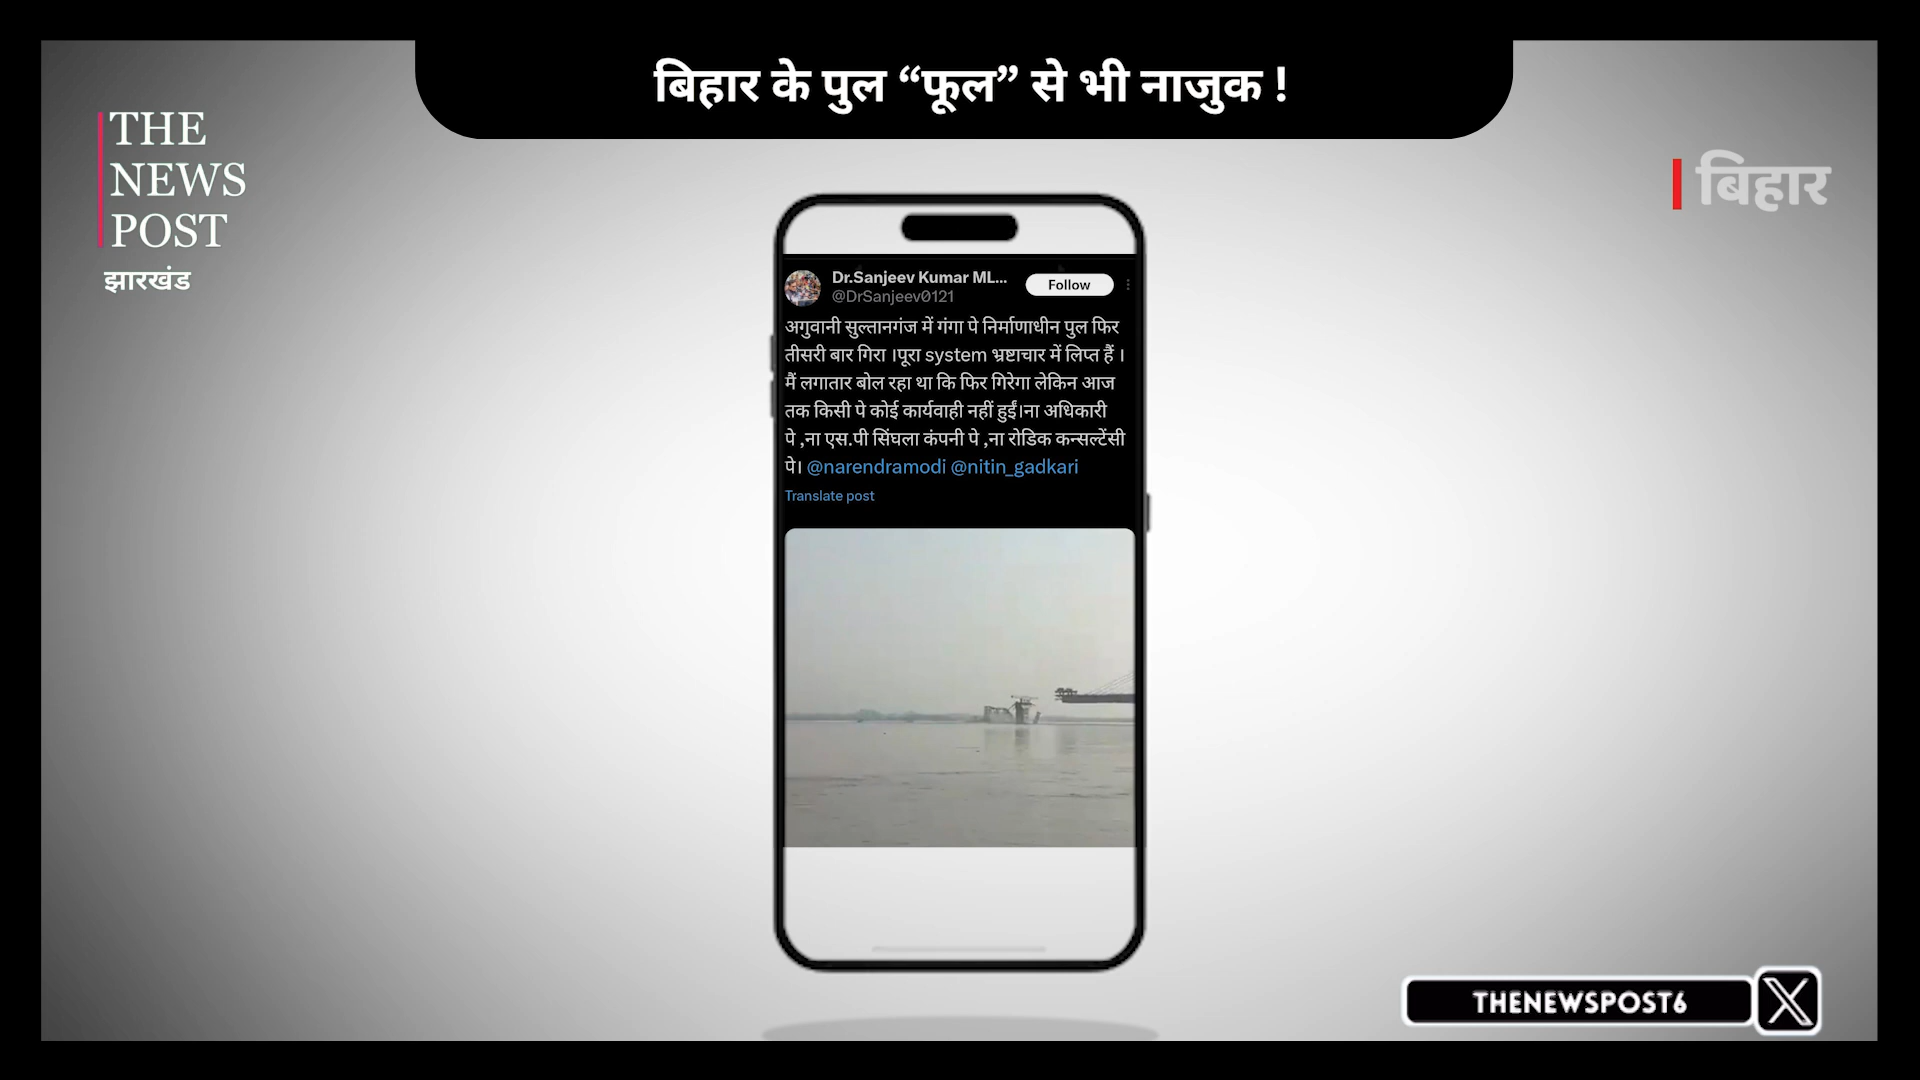 बिहार के पुल “फूल” से भी नाजुक !
THE
NEWS
POST
झारखंड
बिहार
Dr.Sanjeev Kumar ML...
@DrSanjeev0121
Follow
अगुवानी सुल्तानगंज में गंगा पे निर्माणाधीन पुल फिर
तीसरी बार गिरा ।पूरा system भ्रष्टाचार में लिप्त हैं ।
मैं लगातार बोल रहा था कि फिर गिरेगा लेकिन आज
तक किसी पे कोई कार्यवाही नहीं हुईं।ना अधिकारी
पे ,ना एस.पी सिंघला कंपनी पे ,ना रोडिक कन्सल्टेंसी
पे। @narendramodi @nitin_gadkari
Translate post
THENEWSPOST6